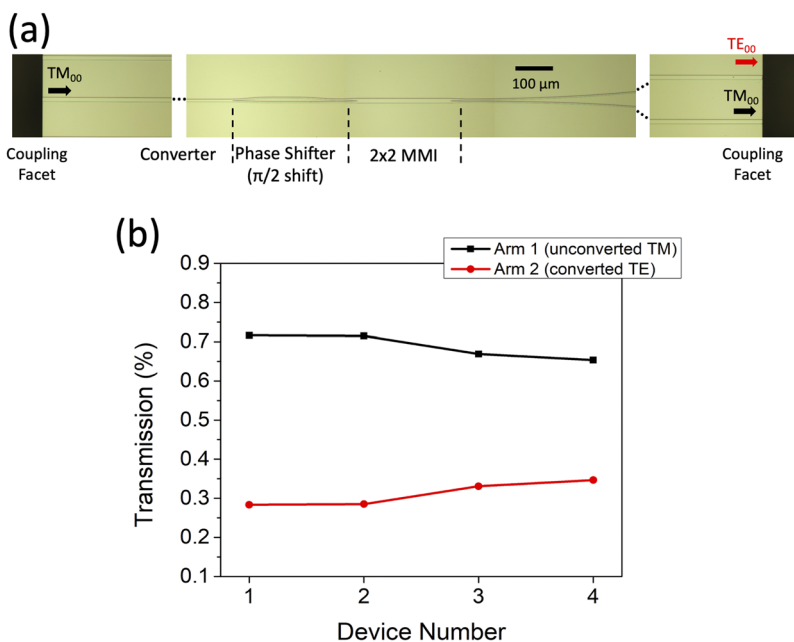 (a)
TE00
TM00
100 μm
TM00
Coupling
Facet
Converter
Phase Shifter
(π/2 shift)
2x2 MMI
Coupling
Facet
(b)
Arm 1 (unconverted TM)
Arm 2 (converted TE)
0.9
0.8
0.7
0.6
0.5
0.4
0.3
0.2
0.1
Transmission (%)
1 2 3 4
Device Number